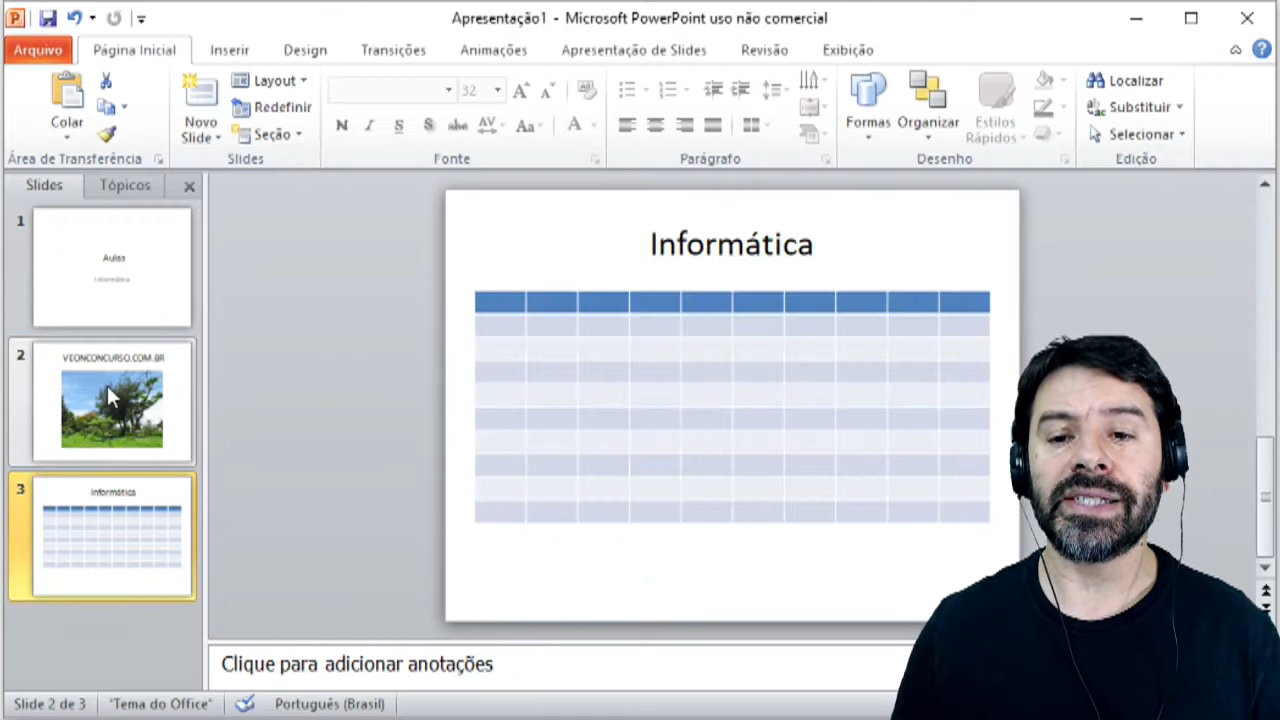 Apresentação1 - Microsoft PowerPoint uso não comercial
Arquivo Página Inicial Inserir Design Transições Animações Apresentação de Slides Revisão Exibição
Colar
Área de Transferência
Novo Slide
Layout
Redefinir
Seção
Slides
32
N I S S abc AV Aa A
Fonte
Parágrafo
Formas
Organizar
Estilos Rápidos
Desenho
Localizar
Substituir
Selecionar
Edição
Slides Tópicos
1
Aulas
Informática
2
VEONCONCURSO.COM.BR
3
Informática
Informática
Clique para adicionar anotações
Slide 2 de 3 "Tema do Office" Português (Brasil)